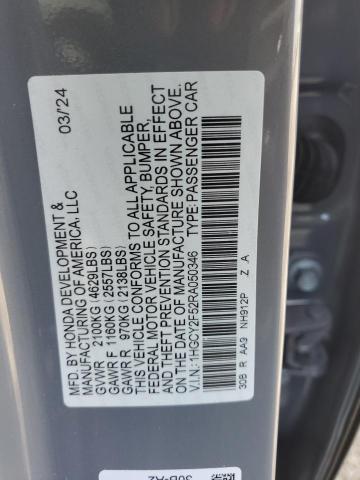 MFD. BY HONDA DEVELOPMENT & 03/24
MANUFACTURING OF AMERICA, LLC
GVWR 2100KG(4629LBS)
GAWR F 1160KG(2557LBS)
GAWR R 970KG(2138LBS)
THIS VEHICLE CONFORMS TO ALL APPLICABLE
FEDERAL MOTOR VEHICLE SAFETY, BUMPER,
AND THEFT PREVENTION STANDARDS IN EFFECT
ON THE DATE OF MANUFACTURE SHOWN ABOVE.
V.I.N.:1HGCY2F52RA050346 TYPE:PASSENGER CAR
30B R AA9 NH912P Z A
30B-A2